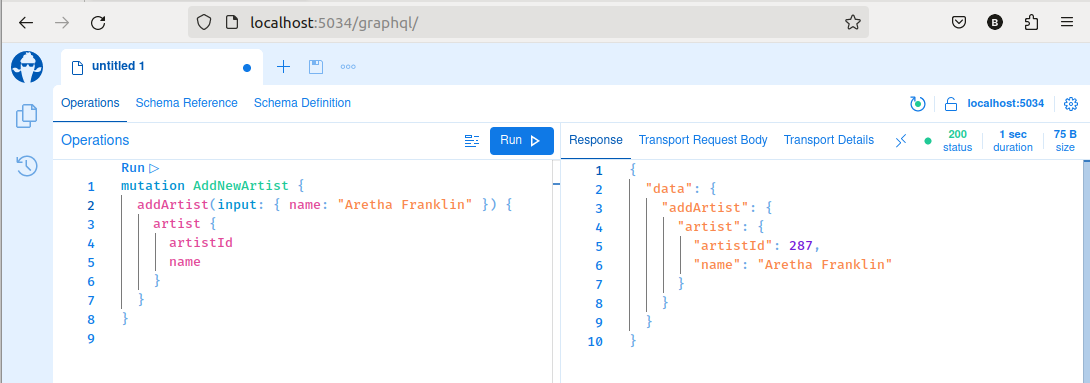 localhost:5034/graphql/
B
untitled 1
Operations Schema Reference Schema Definition
localhost:5034
Operations
Run
Response Transport Request Body Transport Details
200 status
1 sec duration
75 B size
Run
1 mutation AddNewArtist {
2 addArtist(input: { name: "Aretha Franklin" }) {
3 artist {
4 artistId
5 name
6 }
7 }
8 }
9
1 {
2 "data": {
3 "addArtist": {
4 "artist": {
5 "artistId": 287,
6 "name": "Aretha Franklin"
7 }
8 }
9 }
10 }